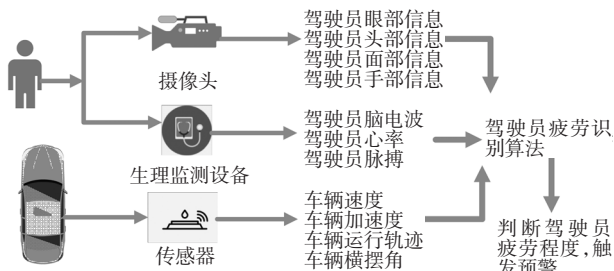 摄像头
驾驶员眼部信息
驾驶员头部信息
驾驶员面部信息
驾驶员手部信息
生理监测设备
驾驶员脑电波
驾驶员心率
驾驶员脉搏
传感器
车辆速度
车辆加速度
车辆运行轨迹
车辆横摆角
驾驶员疲劳识
别算法
判断驾驶员
疲劳程度,触
发预警